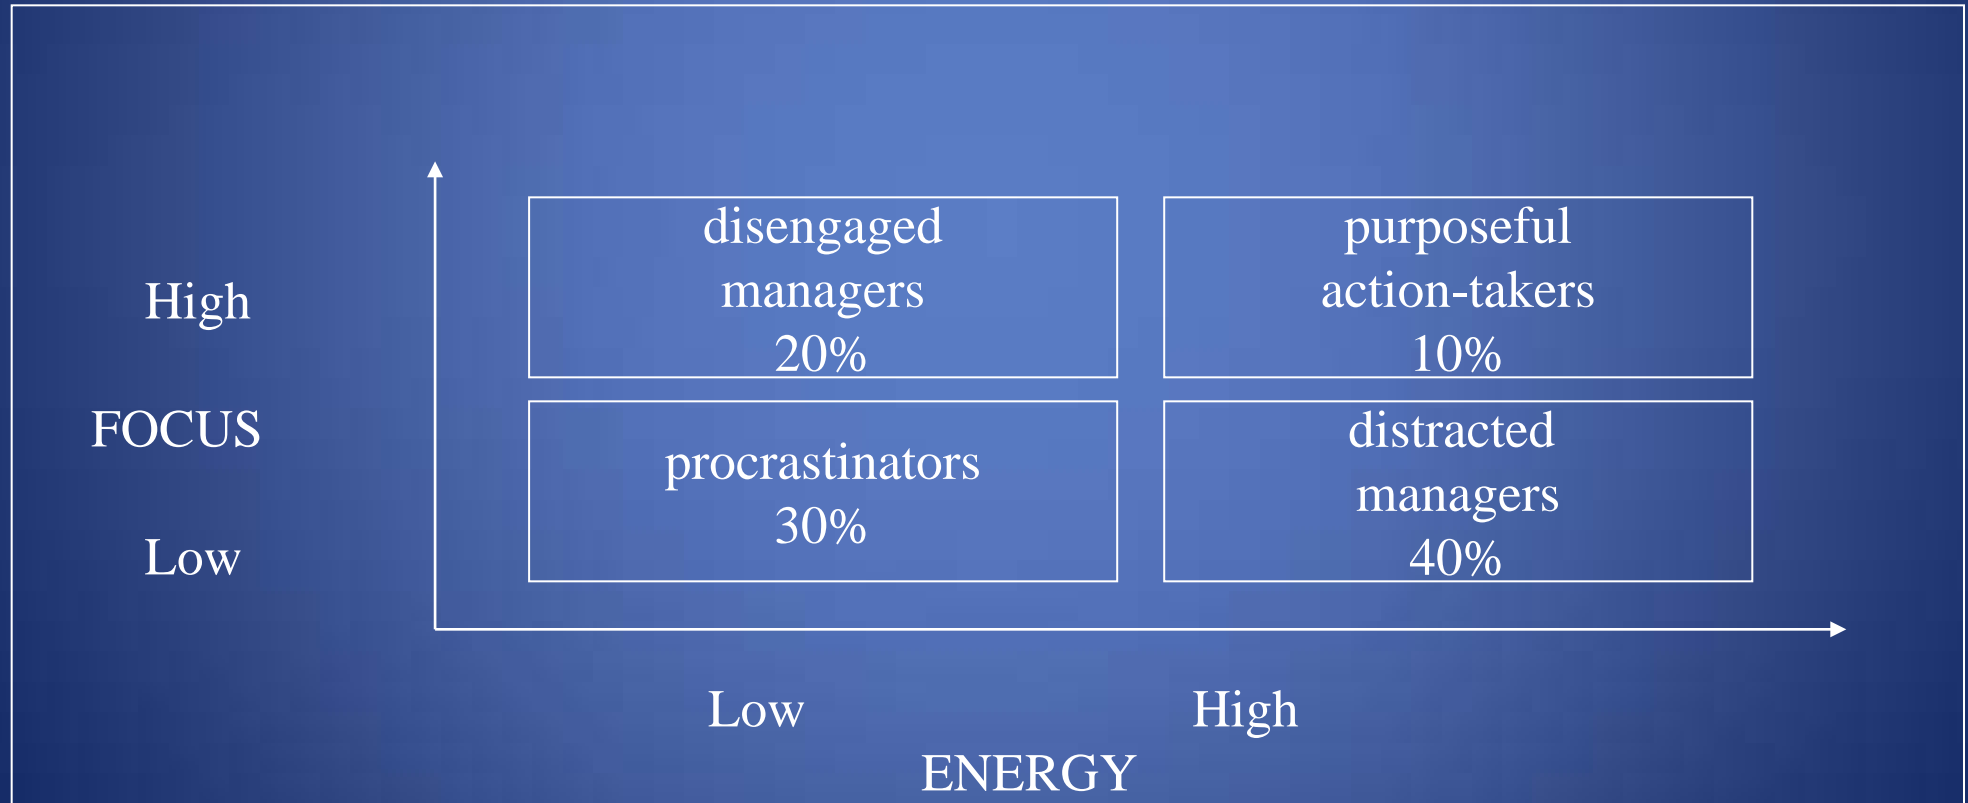 disengaged
managers
20%
purposeful
action-takers
10%
High
FOCUS
procrastinators
30%
distracted
managers
40%
Low
Low
High
ENERGY